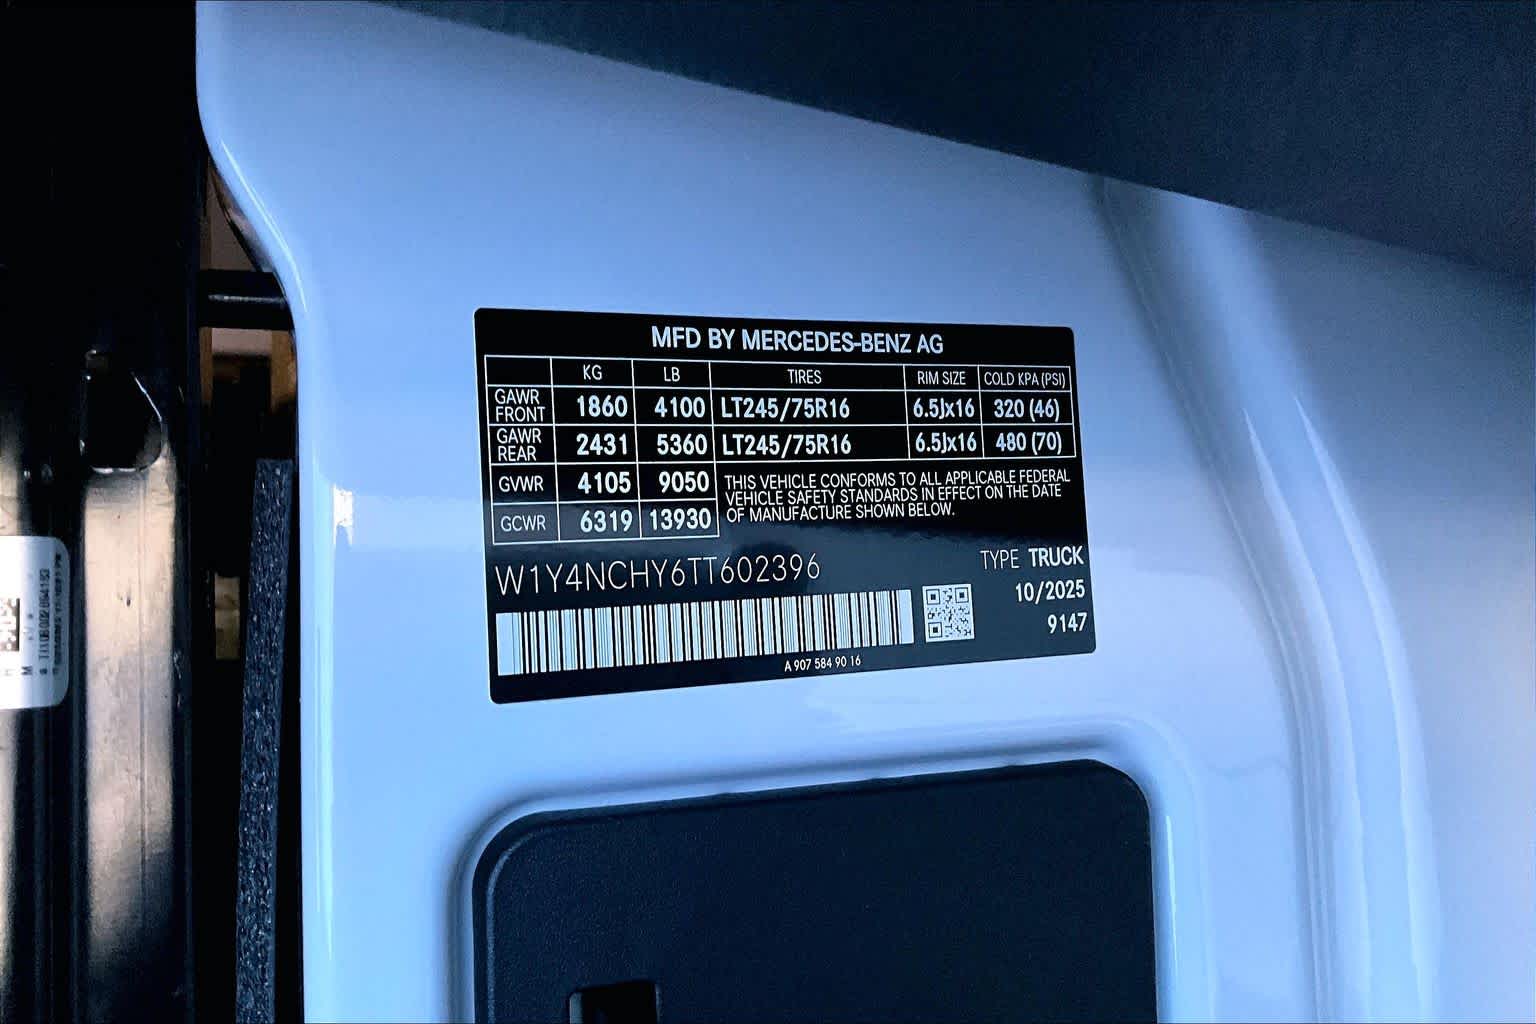 MFD BY MERCEDES-BENZ AG
KG LB TIRES RIM SIZE COLD KPA (PSI)
GAWR FRONT 1860 4100 LT245/75R16 6.5Jx16 320 (46)
GAWR REAR 2431 5360 LT245/75R16 6.5Jx16 480 (70)
GVWR 4105 9050
GCWR 6319 13930
THIS VEHICLE CONFORMS TO ALL APPLICABLE FEDERAL
VEHICLE SAFETY STANDARDS IN EFFECT ON THE DATE
OF MANUFACTURE SHOWN BELOW.
W1Y4NCHY6TT602396
TYPE TRUCK
10/2025
9147
A 907 584 90 16